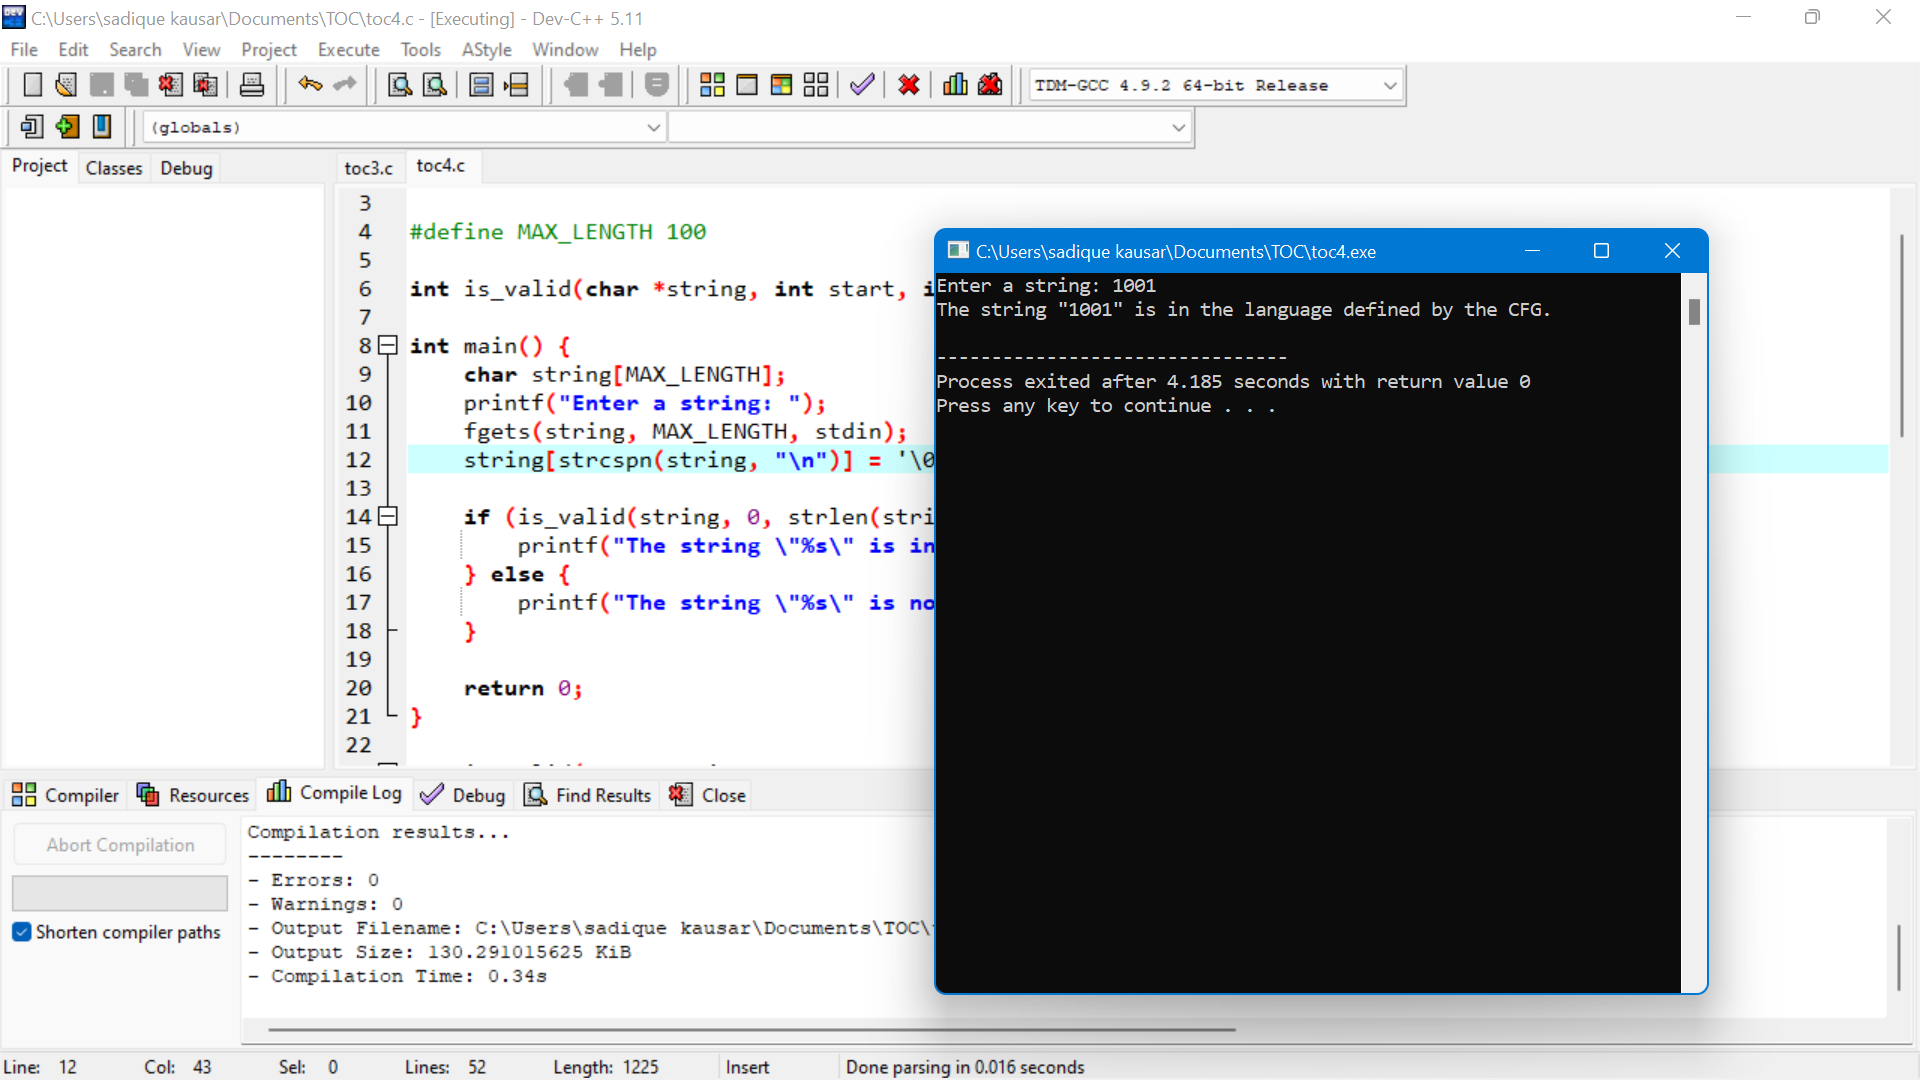 C:\Users\sadique kausar\Documents\TOC\toc4.c - [Executing] - Dev-C++ 5.11
File Edit Search View Project Execute Tools AStyle Window Help
TDM-GCC 4.9.2 64-bit Release
(globals)
Project Classes Debug
toc3.c toc4.c
3
4 #define MAX_LENGTH 100
5
6 int is_valid(char *string, int start, i
7
8 int main() {
9 char string[MAX_LENGTH];
10 printf("Enter a string: ");
11 fgets(string, MAX_LENGTH, stdin);
12 string[strcspn(string, "\n")] = '\0
13
14 if (is_valid(string, 0, strlen(stri
15 printf("The string \"%s\" is in
16 } else {
17 printf("The string \"%s\" is no
18 }
19
20 return 0;
21 }
22
C:\Users\sadique kausar\Documents\TOC\toc4.exe
Enter a string: 1001
The string "1001" is in the language defined by the CFG.
--------------------------------
Process exited after 4.185 seconds with return value 0
Press any key to continue . . .
Compiler Resources Compile Log Debug Find Results Close
Abort Compilation
Shorten compiler paths
Compilation results...
--------
- Errors: 0
- Warnings: 0
- Output Filename: C:\Users\sadique kausar\Documents\TOC\
- Output Size: 130.291015625 KiB
- Compilation Time: 0.34s
Line: 12 Col: 43 Sel: 0 Lines: 52 Length: 1225 Insert Done parsing in 0.016 seconds